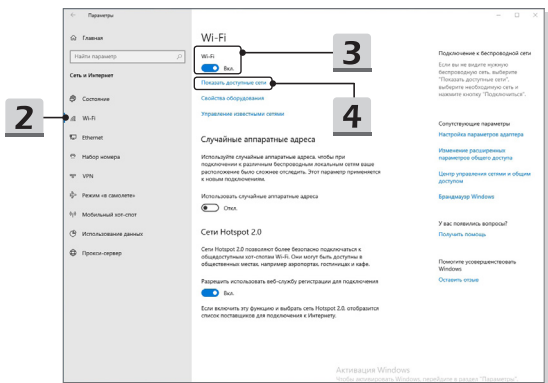 Параметры
Главная
Найти параметр
Сеть и Интернет
Состояние
2
Wi-Fi
Ethernet
Набор номера
VPN
Режим «в самолете»
Мобильный хот-спот
Использование данных
Прокси-сервер
Wi-Fi
Wi-Fi
3
Вкл.
Показать доступные сети
4
Свойства оборудования
Управление известными сетями
Случайные аппаратные адреса
Используйте случайные аппаратные адреса, чтобы при
подключении к различным беспроводным локальным сетям ваше
расположение было сложнее отследить. Этот параметр применяется
к новым подключениям.
Использовать случайные аппаратные адреса
Откл.
Сети Hotspot 2.0
Сети Hotspot 2.0 позволяют более безопасно подключаться к
общедоступным хот-спотам Wi-Fi. Они могут быть доступны в
общественных местах, например аэропортах, гостиницах и кафе.
Разрешить использовать веб-службу регистрации для подключения
Вкл.
Если включить эту функцию и выбрать сеть Hotspot 2.0, отобразится
список поставщиков для подключения к Интернету.
Подключение к беспроводной сети
Если вы не видите нужную
беспроводную сеть, выберите
"Показать доступные сети",
выберите необходимую сеть и
нажмите кнопку "Подключиться".
Сопутствующие параметры
Настройка параметров адаптера
Изменение расширенных
параметров общего доступа
Центр управления сетями и общим
доступом
Брандмауэр Windows
У вас появились вопросы?
Получить помощь
Помогите усовершенствовать
Windows
Оставить отзыв
Активация Windows
Чтобы активировать Windows, перейдите в раздел "Параметры".